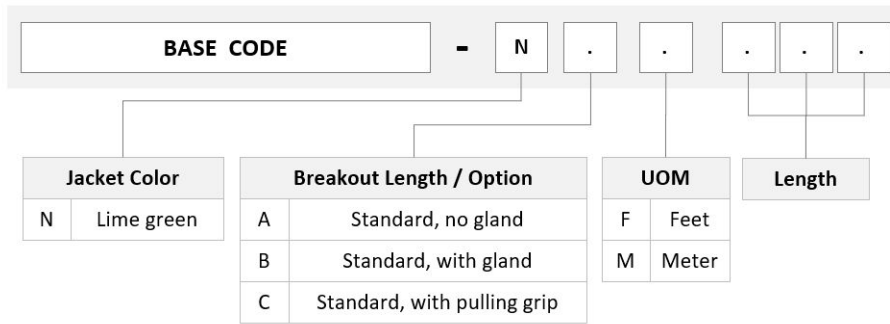 BASE CODE - N . . . . .
Jacket Color
N Lime green
Breakout Length / Option
A Standard, no gland
B Standard, with gland
C Standard, with pulling grip
UOM
F Feet
M Meter
Length